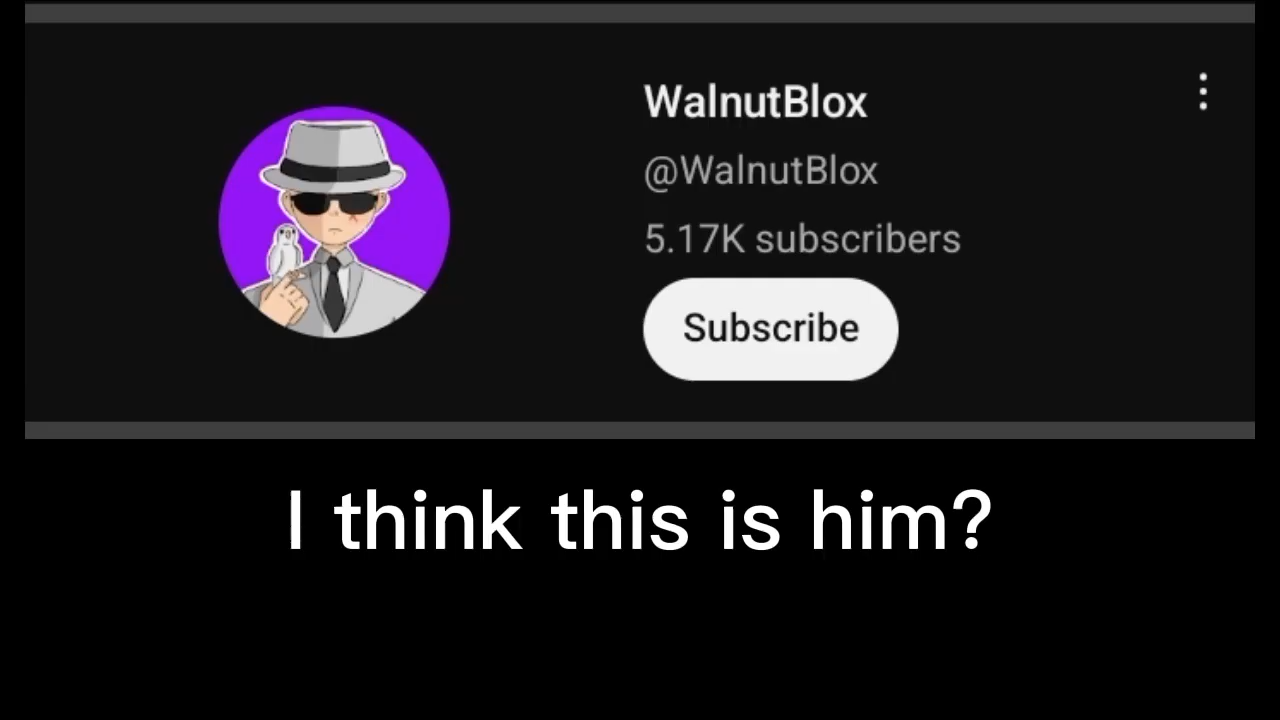 WalnutBlox
@WalnutBlox
5.17K subscribers
Subscribe
I think this is him?